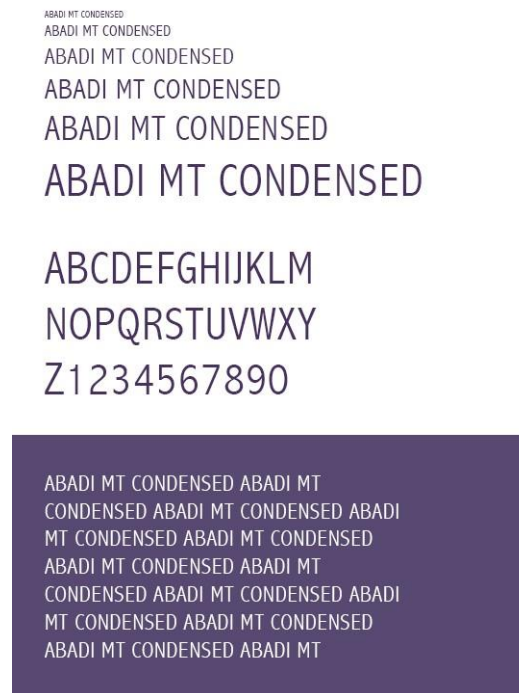 ABADI MT CONDENSED
ABADI MT CONDENSED
ABADI MT CONDENSED
ABADI MT CONDENSED
ABADI MT CONDENSED
ABADI MT CONDENSED
ABCDEFGHIJKLM
NOPQRSTUVWXY
Z1234567890
ABADI MT CONDENSED ABADI MT
CONDENSED ABADI MT CONDENSED ABADI
MT CONDENSED ABADI MT CONDENSED
ABADI MT CONDENSED ABADI MT
CONDENSED ABADI MT CONDENSED ABADI
MT CONDENSED ABADI MT CONDENSED
ABADI MT CONDENSED ABADI MT